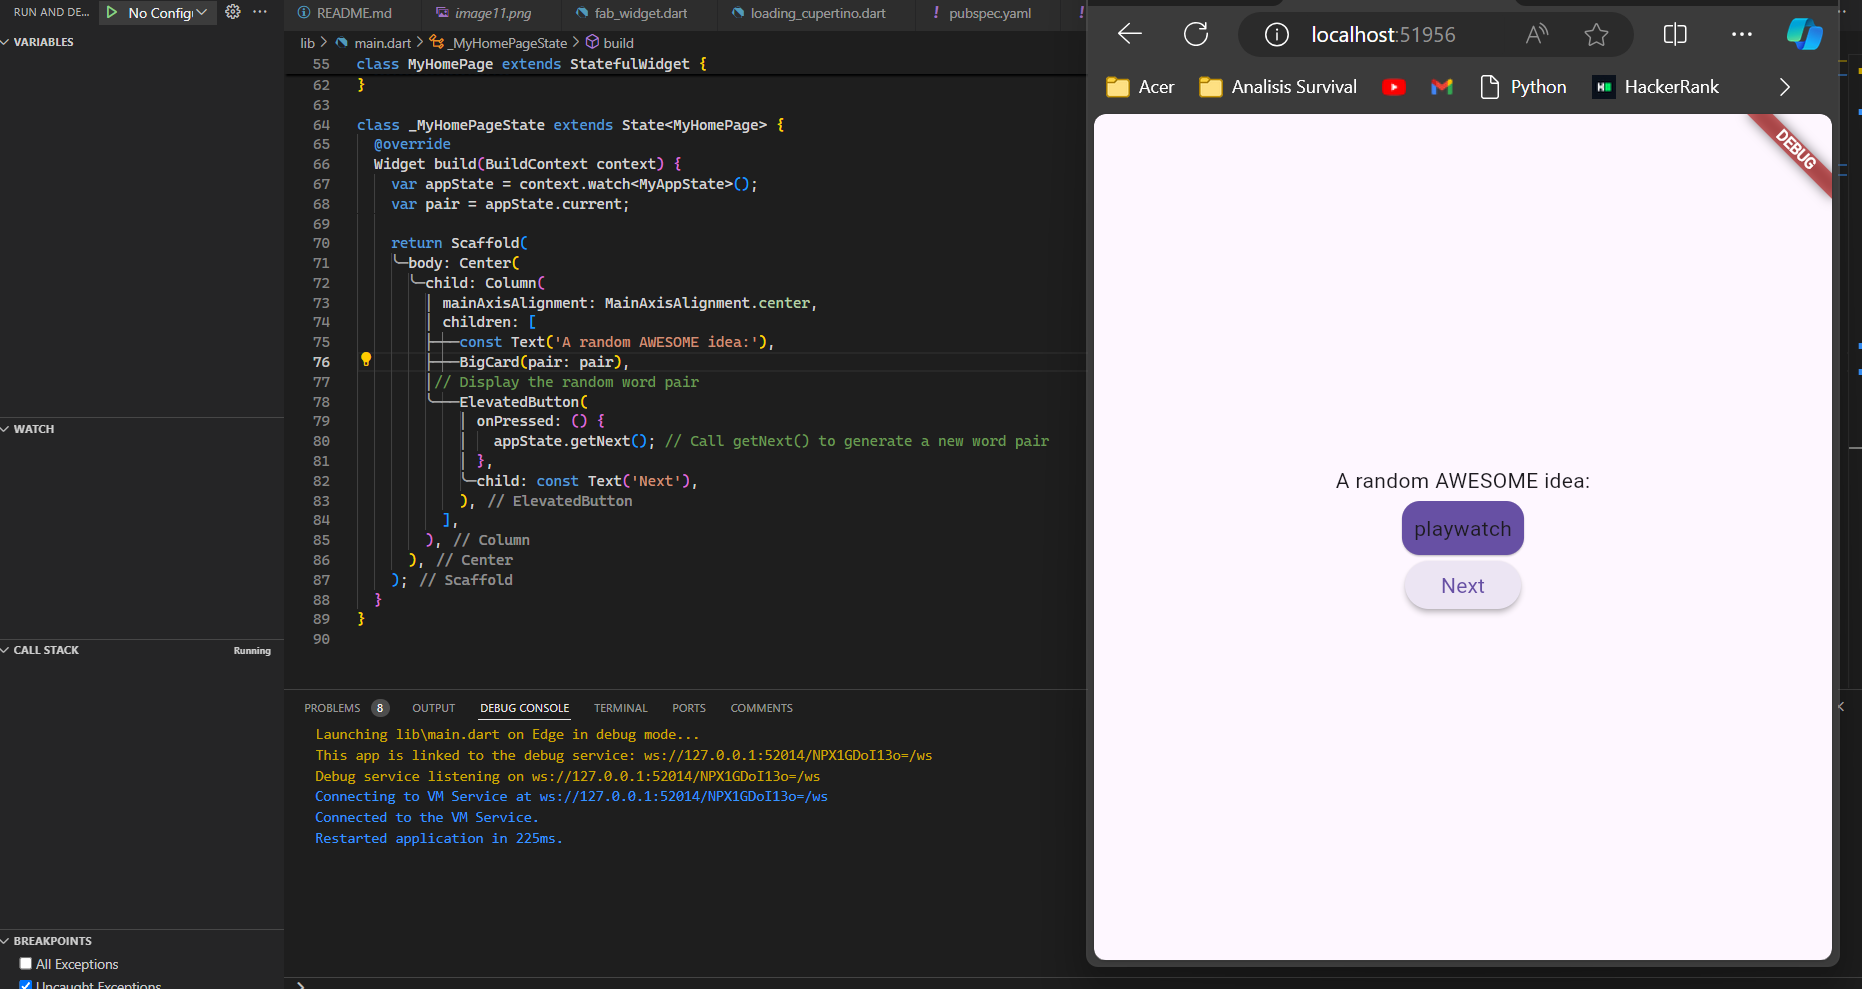 RUN AND DE...
No Config
README.md
image11.png
fab_widget.dart
loading_cupertino.dart
pubspec.yaml
VARIABLES
WATCH
CALL STACK
Running
BREAKPOINTS
All Exceptions
Uncaught Exceptions
lib > main.dart > _MyHomePageState > build
55 class MyHomePage extends StatefulWidget {
62 }
63
64 class _MyHomePageState extends State<MyHomePage> {
65 @override
66 Widget build(BuildContext context) {
67 var appState = context.watch<MyAppState>();
68 var pair = appState.current;
69
70 return Scaffold(
71 body: Center(
72 child: Column(
73 mainAxisAlignment: MainAxisAlignment.center,
74 children: [
75 const Text('A random AWESOME idea:'),
76 BigCard(pair: pair),
77 // Display the random word pair
78 ElevatedButton(
79 onPressed: () {
80 appState.getNext(); // Call getNext() to generate a new word pair
81 },
82 child: const Text('Next'),
83 ), // ElevatedButton
84 ],
85 ), // Column
86 ), // Center
87 ); // Scaffold
88 }
89 }
90
PROBLEMS 8 OUTPUT DEBUG CONSOLE TERMINAL PORTS COMMENTS
Launching lib\main.dart on Edge in debug mode...
This app is linked to the debug service: ws://127.0.0.1:52014/NPX1GDoI13o=/ws
Debug service listening on ws://127.0.0.1:52014/NPX1GDoI13o=/ws
Connecting to VM Service at ws://127.0.0.1:52014/NPX1GDoI13o=/ws
Connected to the VM Service.
Restarted application in 225ms.
localhost:51956
Acer
Analisis Survival
Python
HackerRank
DEBUG
A random AWESOME idea:
playwatch
Next